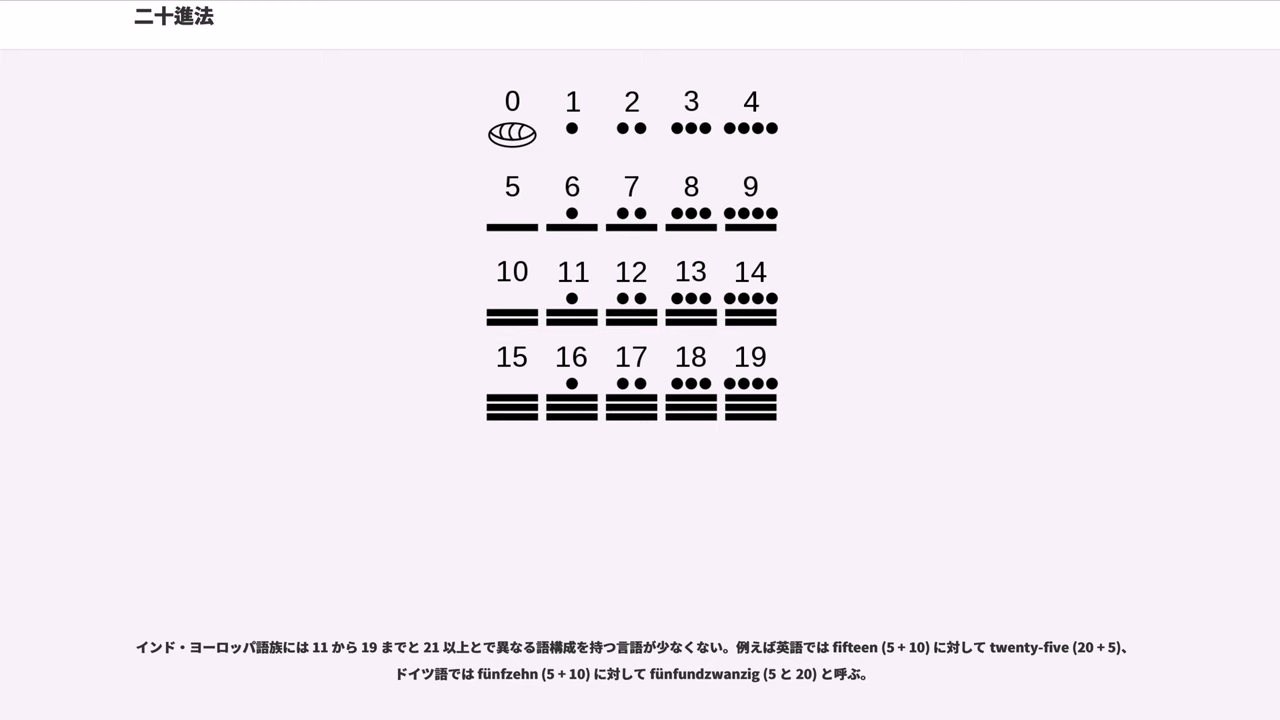 二十進法
0 1 2 3 4
5 6 7 8 9
10 11 12 13 14
15 16 17 18 19
インド・ヨーロッパ語族には 11 から 19 までと 21 以上とで異なる語構成を持つ言語が少なくない。例えば英語では fifteen (5 + 10) に対して twenty-five (20 + 5)、
ドイツ語では fünfzehn (5 + 10) に対して fünfundzwanzig (5 と 20) と呼ぶ。